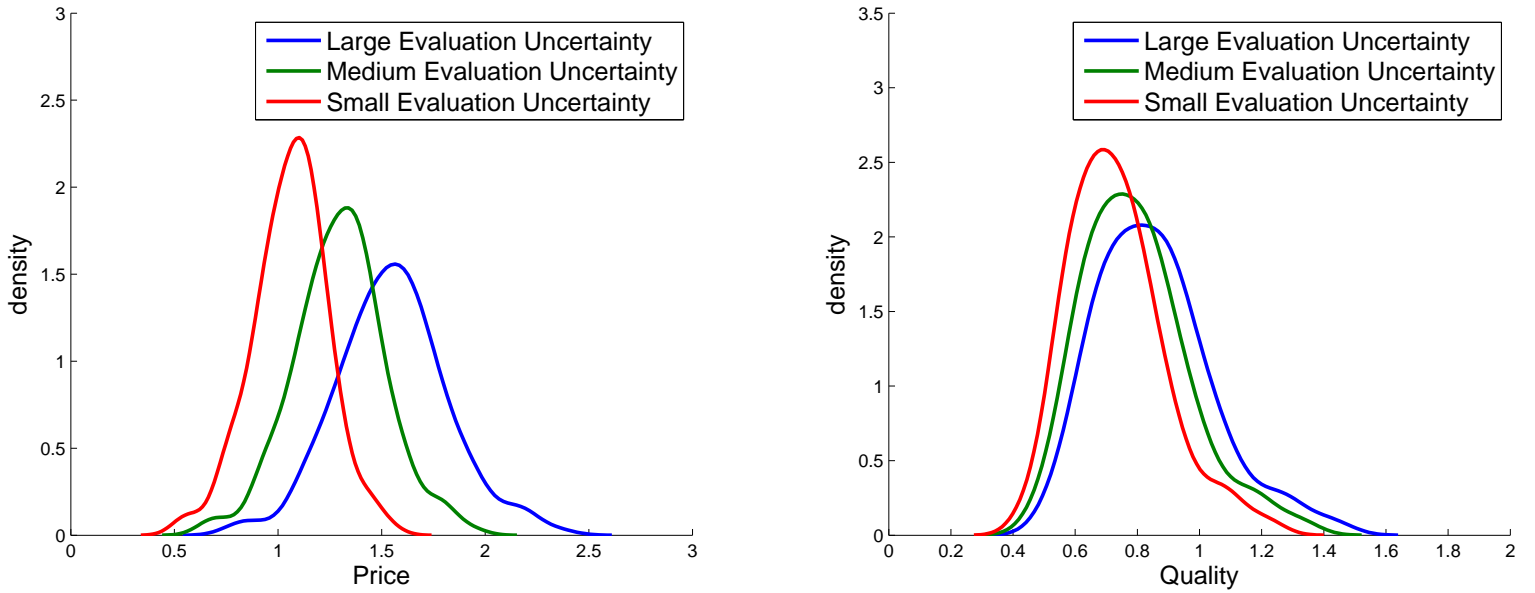 3
2.5
2
1.5
1
0.5
0
density
0 0.5 1 1.5 2 2.5 3
Price
Large Evaluation Uncertainty
Medium Evaluation Uncertainty
Small Evaluation Uncertainty
3.5
3
2.5
2
1.5
1
0.5
0
density
0 0.2 0.4 0.6 0.8 1 1.2 1.4 1.6 1.8 2
Quality
Large Evaluation Uncertainty
Medium Evaluation Uncertainty
Small Evaluation Uncertainty